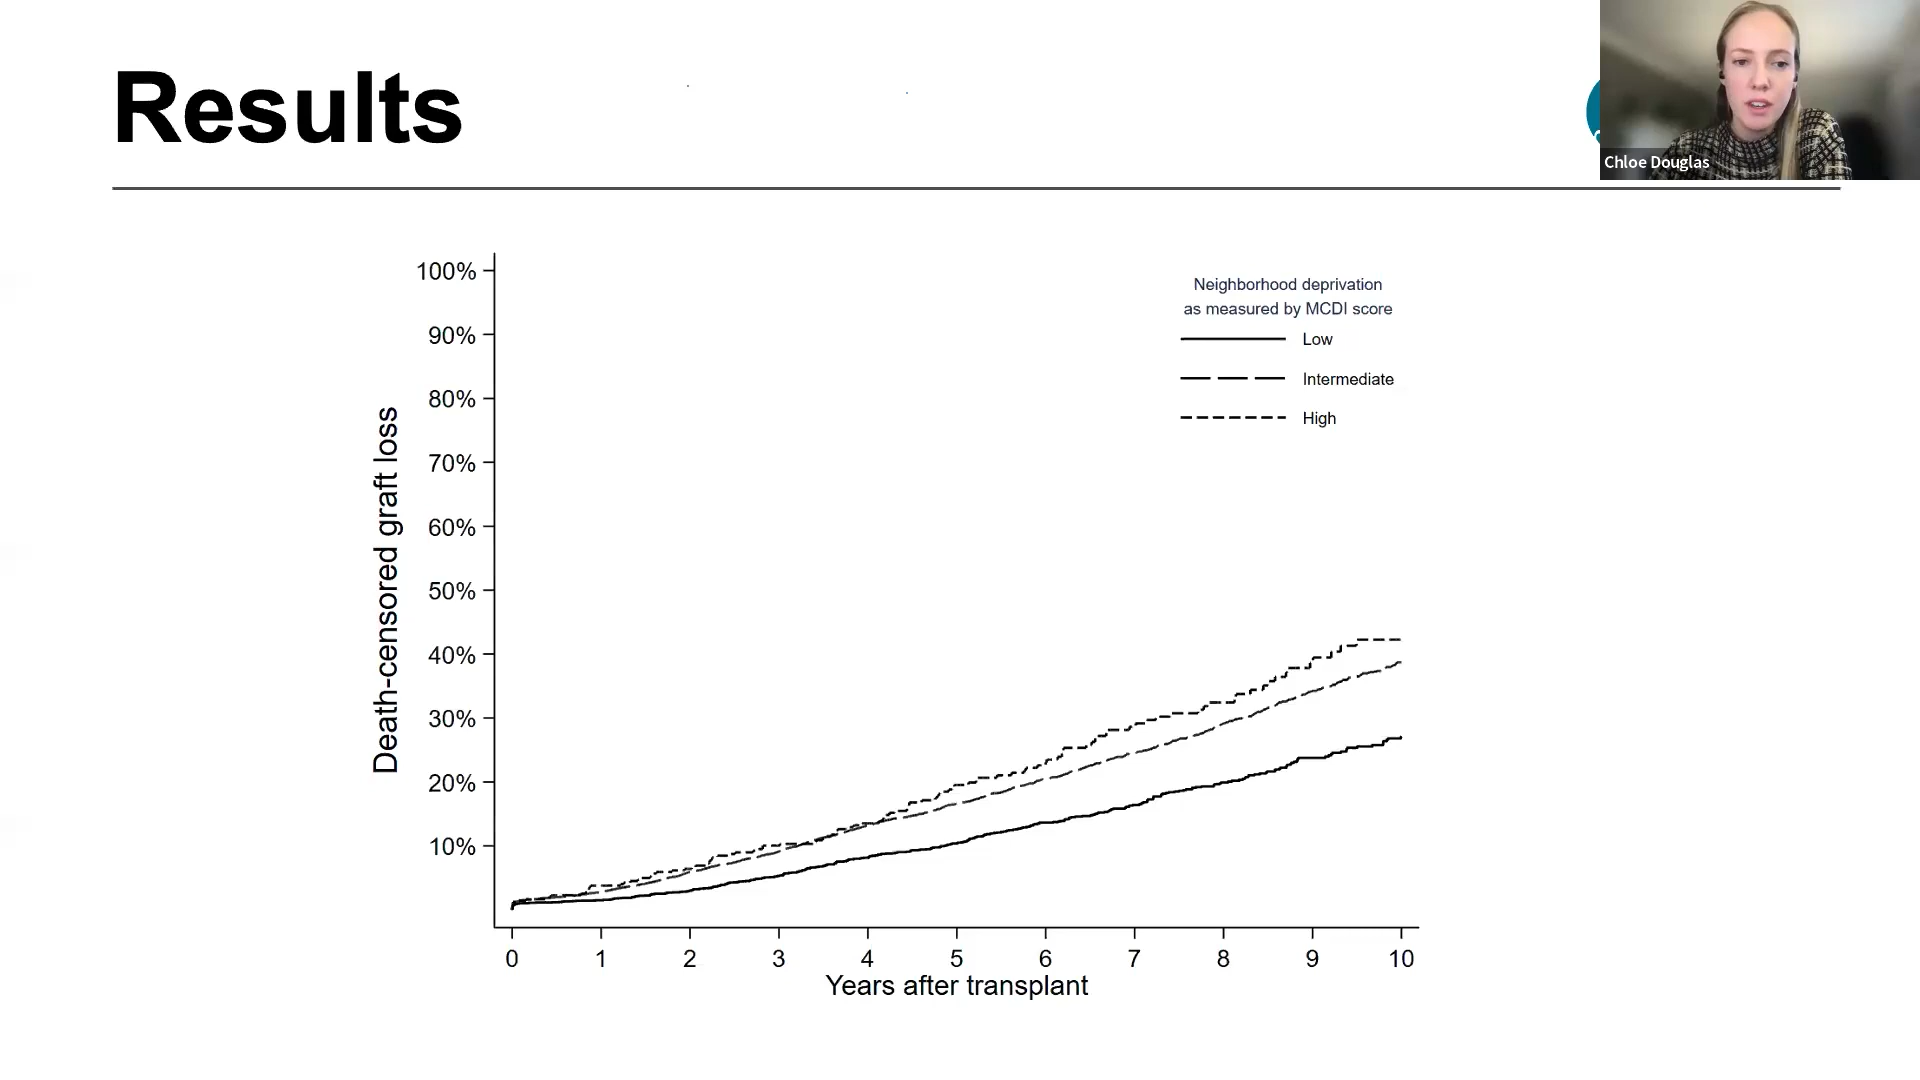 Results
Chloe Douglas
Neighborhood deprivation
as measured by MCDI score
Low
Intermediate
High
Death-censored graft loss
100%
90%
80%
70%
60%
50%
40%
30%
20%
10%
0 1 2 3 4 5 6 7 8 9 10
Years after transplant